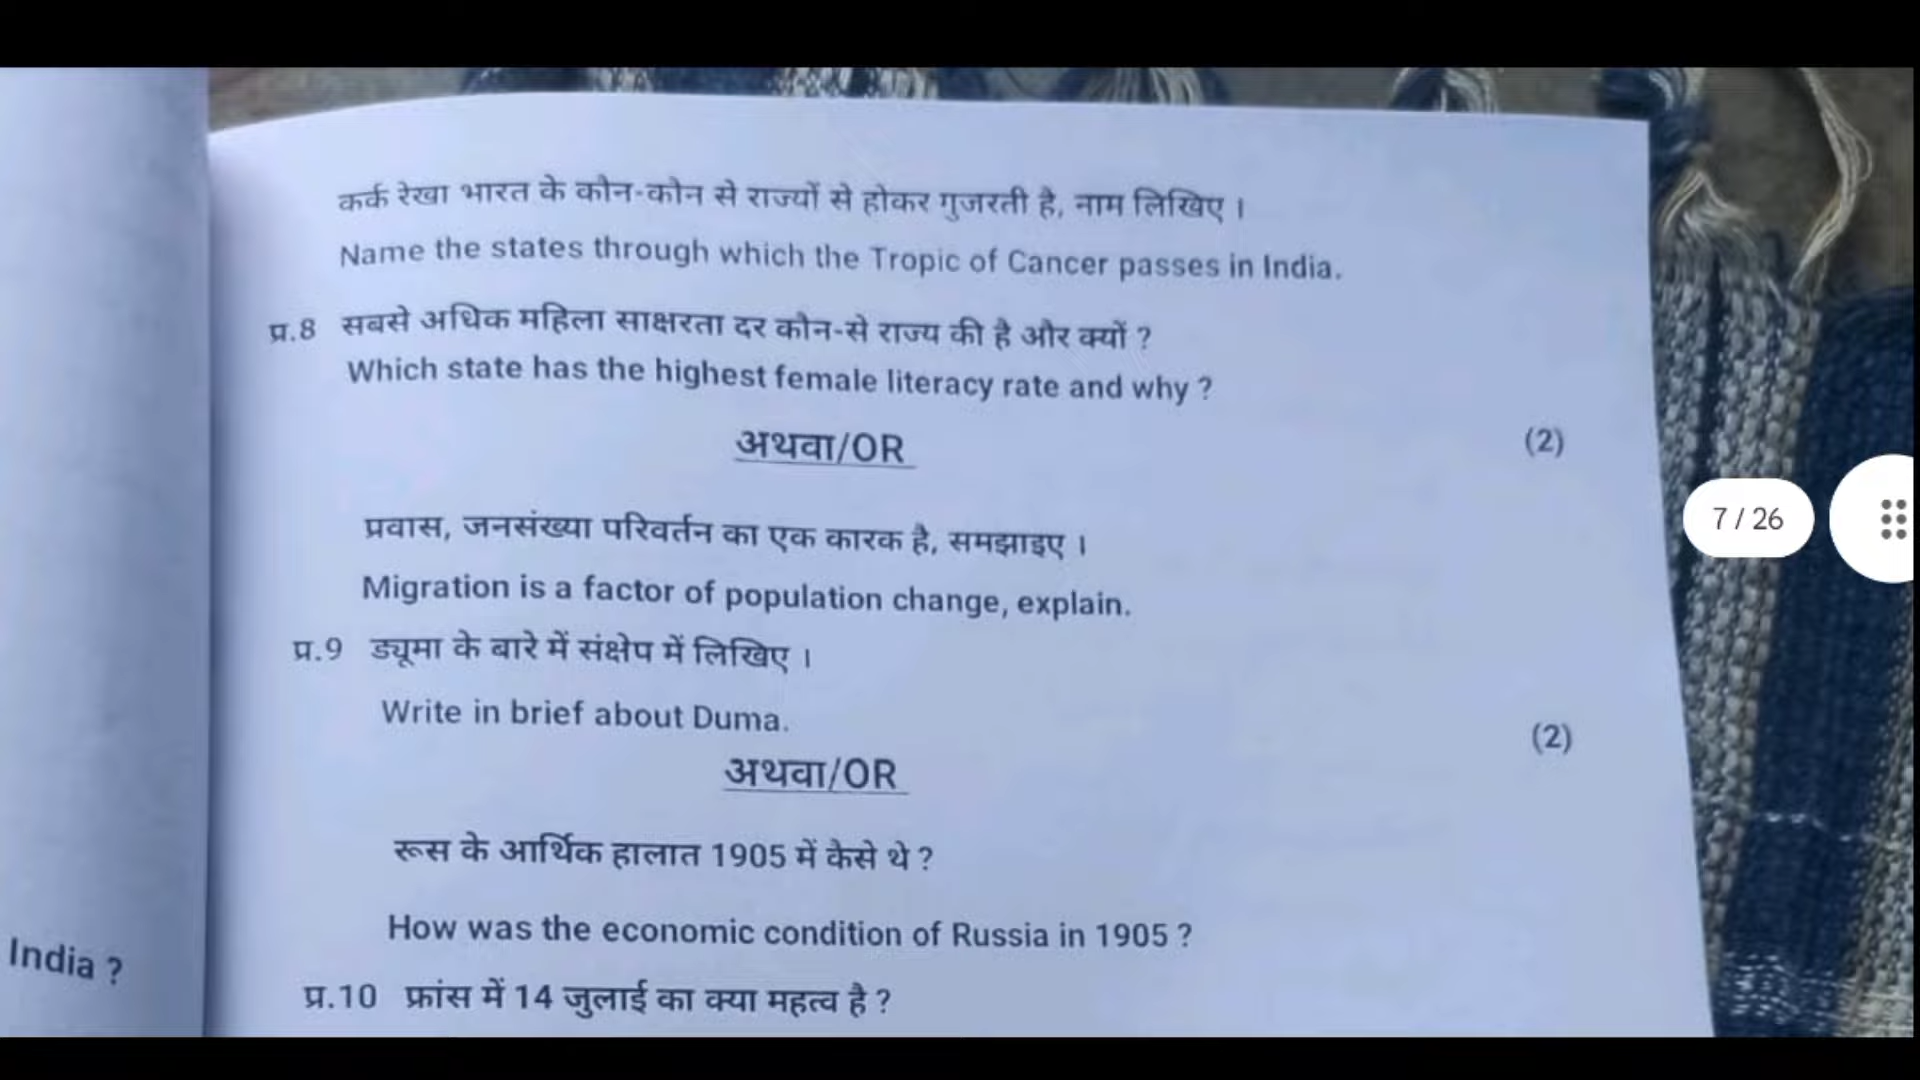 कर्क रेखा भारत के कौन-कौन से राज्यों से होकर गुजरती है, नाम लिखिए ।
Name the states through which the Tropic of Cancer passes in India.
प्र.8 सबसे अधिक महिला साक्षरता दर कौन-से राज्य की है और क्यों ?
Which state has the highest female literacy rate and why ?
अथवा/OR
(2)
प्रवास, जनसंख्या परिवर्तन का एक कारक है, समझाइए ।
Migration is a factor of population change, explain.
प्र.9 ड्यूमा के बारे में संक्षेप में लिखिए ।
Write in brief about Duma.
(2)
अथवा/OR
रूस के आर्थिक हालात 1905 में केसे थे ?
How was the economic condition of Russia in 1905 ?
प्र.10 फ्रांस में 14 जुलाई का क्या महत्व है ?
India ?
7 / 26